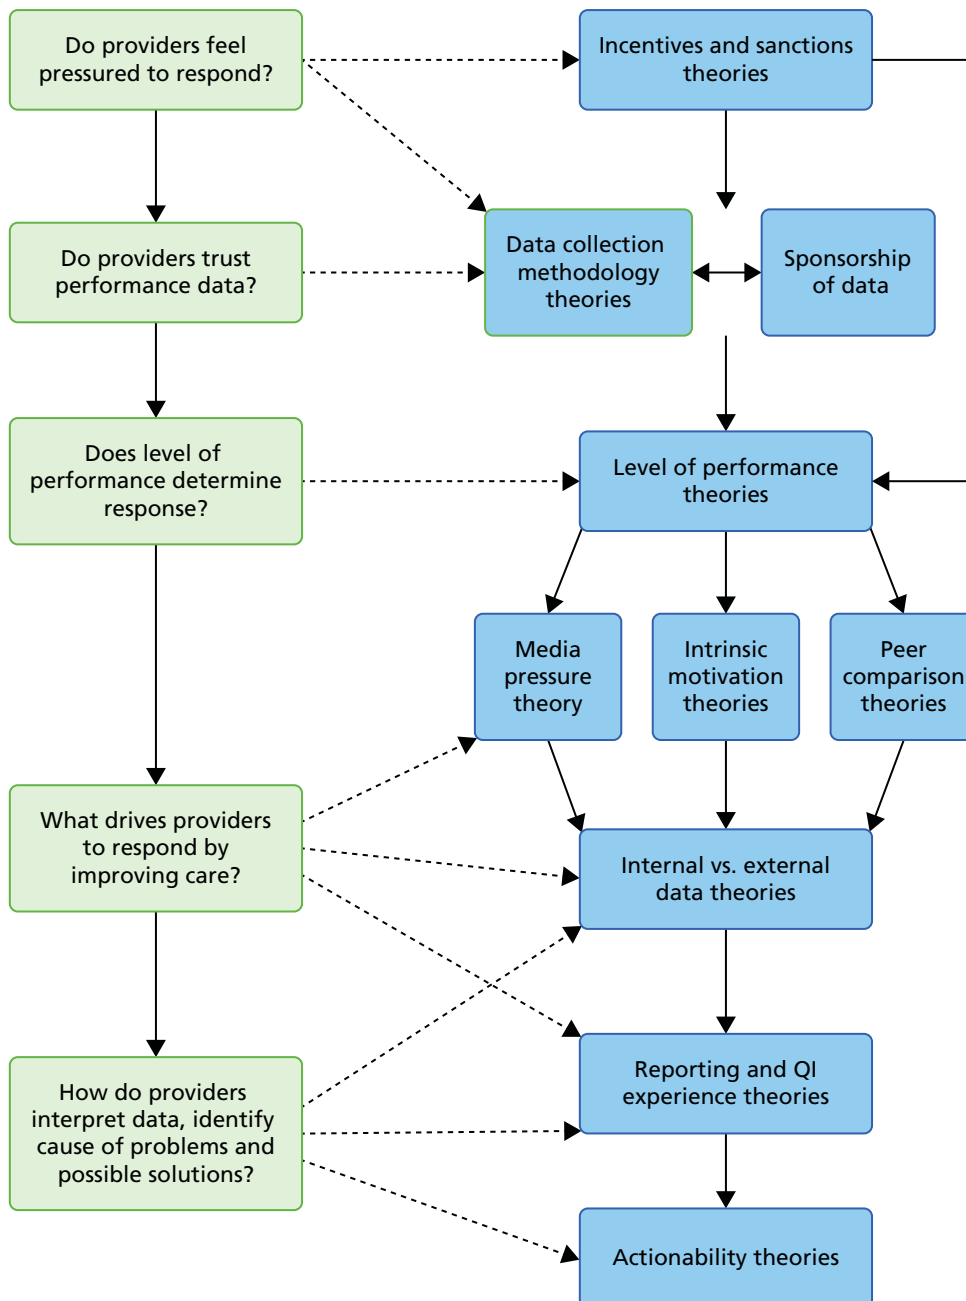 Do providers feel
pressured to respond?
Incentives and sanctions
theories
Do providers trust
performance data?
Data collection
methodology
theories
Sponsorship
of data
Does level of
performance determine
response?
Level of performance
theories
Media
pressure
theory
Intrinsic
motivation
theories
Peer
comparison
theories
What drives providers
to respond by
improving care?
Internal vs. external
data theories
How do providers
interpret data, identify
cause of problems and
possible solutions?
Reporting and QI
experience theories
Actionability theories